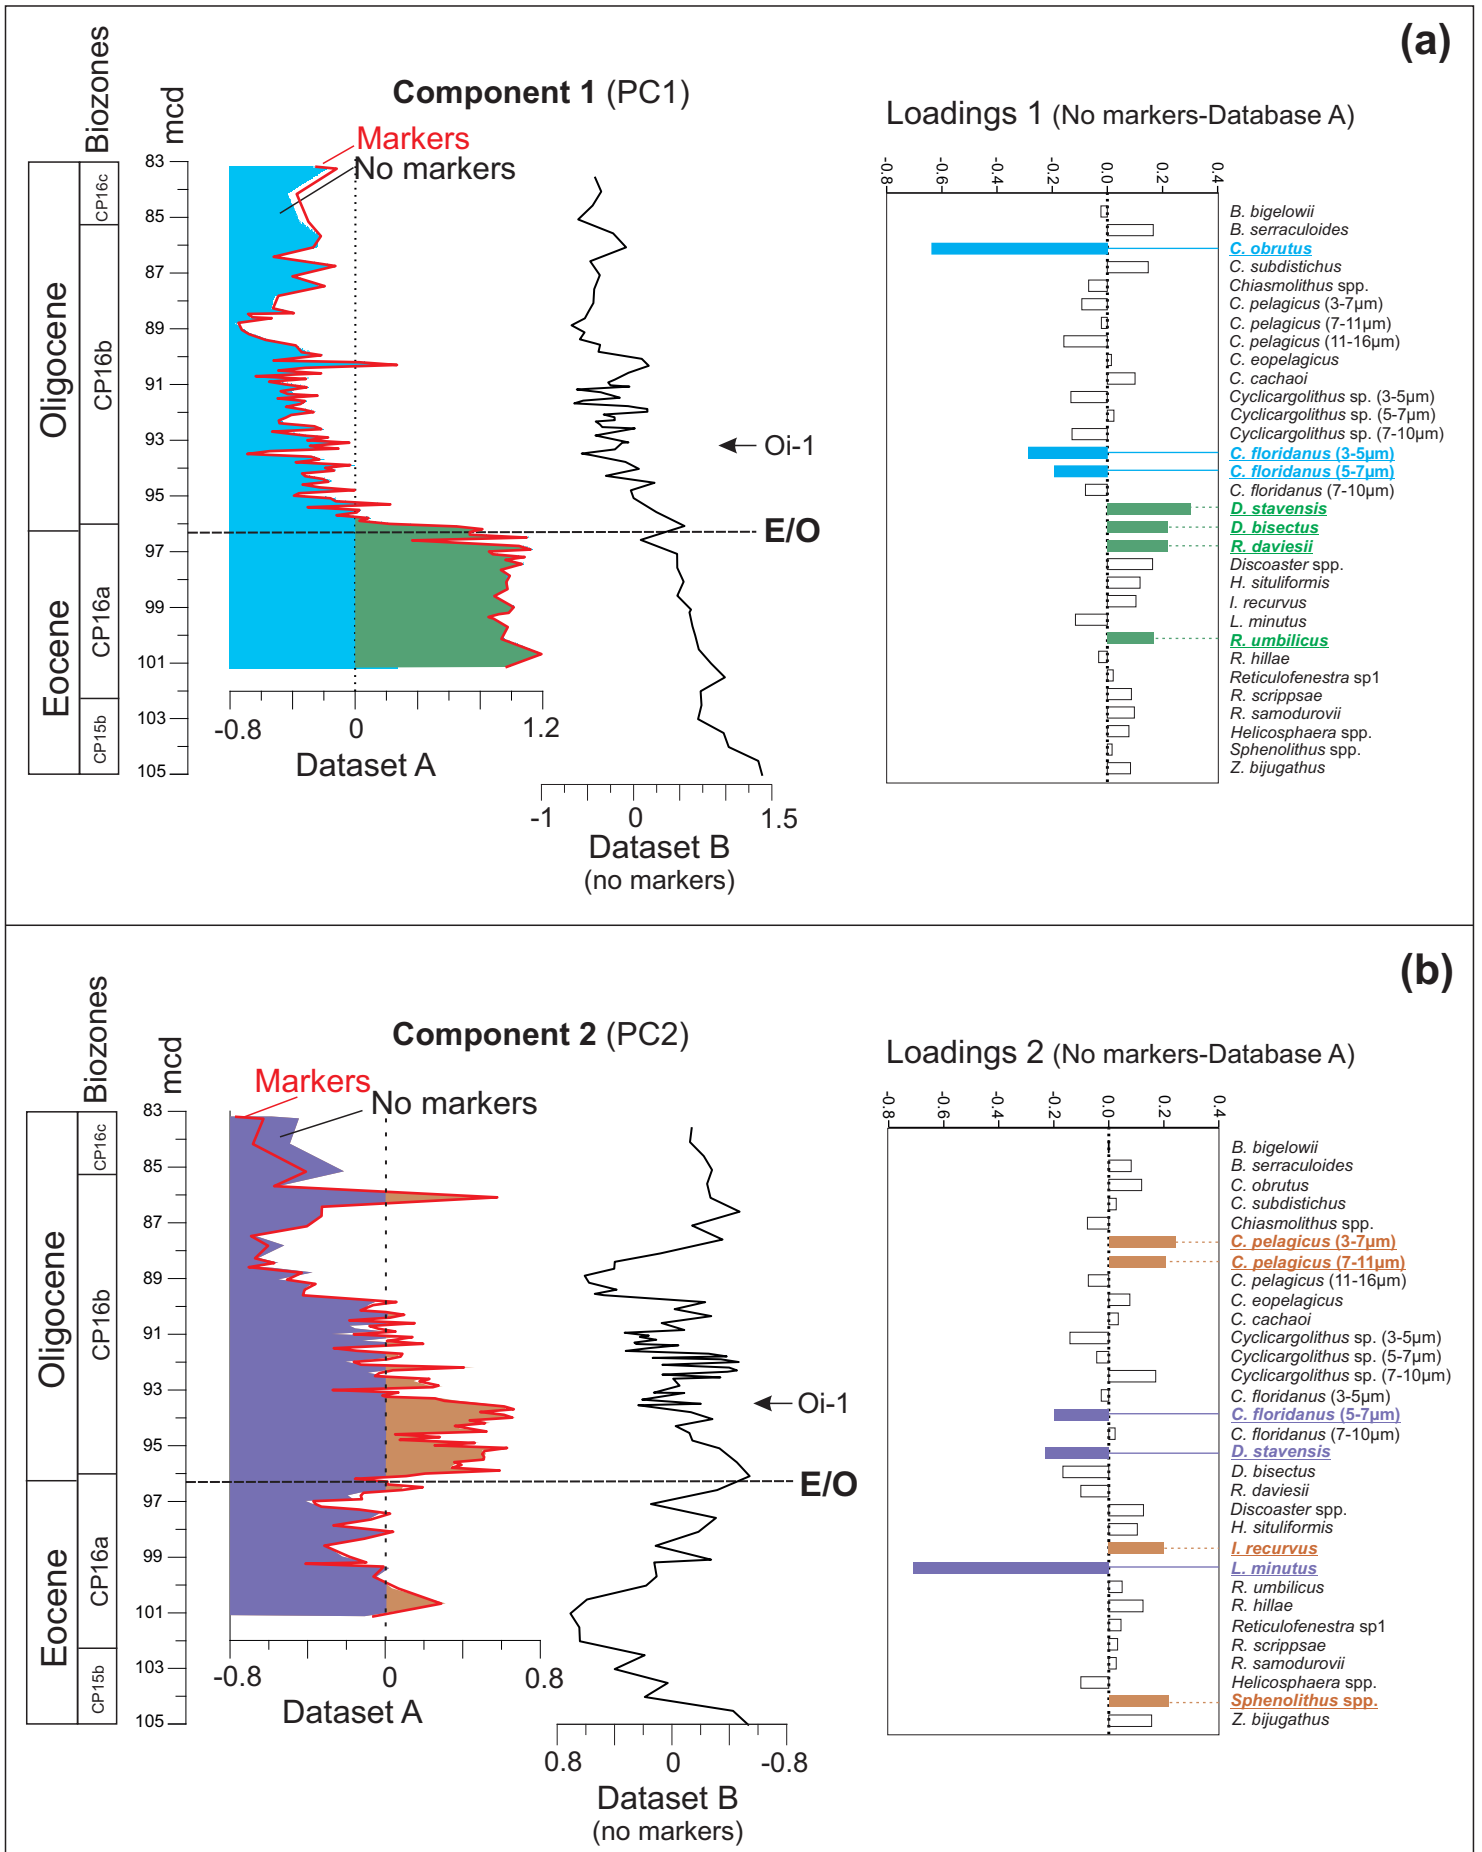 (a)
Component 1 (PC1)
Loadings 1 (No markers-Database A)
Biozones
mcd
Markers
No markers
-0.8
-0.6
-0.4
-0.2
0.0
0.2
0.4
83
85
87
89
91
93
95
97
99
101
103
105
Oligocene
Eocene
CP16c
CP16b
CP16a
CP15b
Oi-1
E/O
-0.8 0 1.2
Dataset A
-1 0 1.5
Dataset B
(no markers)
B. bigelowii
B. serraculoides
C. obrutus
C. subdistichus
Chiasmolithus spp.
C. pelagicus (3-7µm)
C. pelagicus (7-11µm)
C. pelagicus (11-16µm)
C. eopelagicus
C. cachaoi
Cyclicargolithus sp. (3-5µm)
Cyclicargolithus sp. (5-7µm)
Cyclicargolithus sp. (7-10µm)
C. floridanus (3-5µm)
C. floridanus (5-7µm)
C. floridanus (7-10µm)
D. stavensis
D. bisectus
R. daviesii
Discoaster spp.
H. situliformis
I. recurvus
L. minutus
R. umbilicus
R. hillae
Reticulofenestra sp1
R. scrippsae
R. samodurovii
Helicosphaera spp.
Sphenolithus spp.
Z. bijugathus
(b)
Component 2 (PC2)
Loadings 2 (No markers-Database A)
Biozones
mcd
Markers
No markers
-0.8
-0.6
-0.4
-0.2
0.0
0.2
0.4
83
85
87
89
91
93
95
97
99
101
103
105
Oligocene
Eocene
CP16c
CP16b
CP16a
CP15b
Oi-1
E/O
-0.8 0 0.8
Dataset A
0.8 0 -0.8
Dataset B
(no markers)
B. bigelowii
B. serraculoides
C. obrutus
C. subdistichus
Chiasmolithus spp.
C. pelagicus (3-7µm)
C. pelagicus (7-11µm)
C. pelagicus (11-16µm)
C. eopelagicus
C. cachaoi
Cyclicargolithus sp. (3-5µm)
Cyclicargolithus sp. (5-7µm)
Cyclicargolithus sp. (7-10µm)
C. floridanus (3-5µm)
C. floridanus (5-7µm)
C. floridanus (7-10µm)
D. stavensis
D. bisectus
R. daviesii
Discoaster spp.
H. situliformis
I. recurvus
L. minutus
R. umbilicus
R. hillae
Reticulofenestra sp1
R. scrippsae
R. samodurovii
Helicosphaera spp.
Sphenolithus spp.
Z. bijugathus